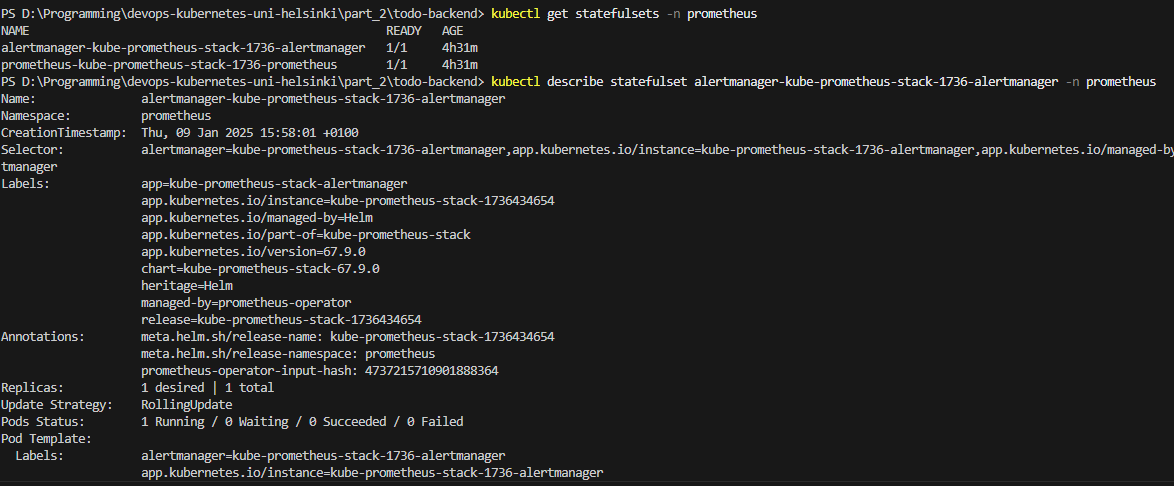 PS D:\Programming\devops-kubernetes-uni-helsinki\part_2\todo-backend> kubectl get statefulsets -n prometheus
NAME                                                   READY   AGE
alertmanager-kube-prometheus-stack-1736-alertmanager   1/1     4h31m
prometheus-kube-prometheus-stack-1736-prometheus       1/1     4h31m
PS D:\Programming\devops-kubernetes-uni-helsinki\part_2\todo-backend> kubectl describe statefulset alertmanager-kube-prometheus-stack-1736-alertmanager -n prometheus
Name:               alertmanager-kube-prometheus-stack-1736-alertmanager
Namespace:          prometheus
CreationTimestamp:  Thu, 09 Jan 2025 15:58:01 +0100
Selector:           alertmanager=kube-prometheus-stack-1736-alertmanager,app.kubernetes.io/instance=kube-prometheus-stack-1736-alertmanager,app.kubernetes.io/managed-by
tmanager
Labels:             app=kube-prometheus-stack-alertmanager
                    app.kubernetes.io/instance=kube-prometheus-stack-1736434654
                    app.kubernetes.io/managed-by=Helm
                    app.kubernetes.io/part-of=kube-prometheus-stack
                    app.kubernetes.io/version=67.9.0
                    chart=kube-prometheus-stack-67.9.0
                    heritage=Helm
                    managed-by=prometheus-operator
                    release=kube-prometheus-stack-1736434654
Annotations:        meta.helm.sh/release-name: kube-prometheus-stack-1736434654
                    meta.helm.sh/release-namespace: prometheus
                    prometheus-operator-input-hash: 4737215710901888364
Replicas:           1 desired | 1 total
Update Strategy:    RollingUpdate
Pods Status:        1 Running / 0 Waiting / 0 Succeeded / 0 Failed
Pod Template:
  Labels:           alertmanager=kube-prometheus-stack-1736-alertmanager
                    app.kubernetes.io/instance=kube-prometheus-stack-1736-alertmanager